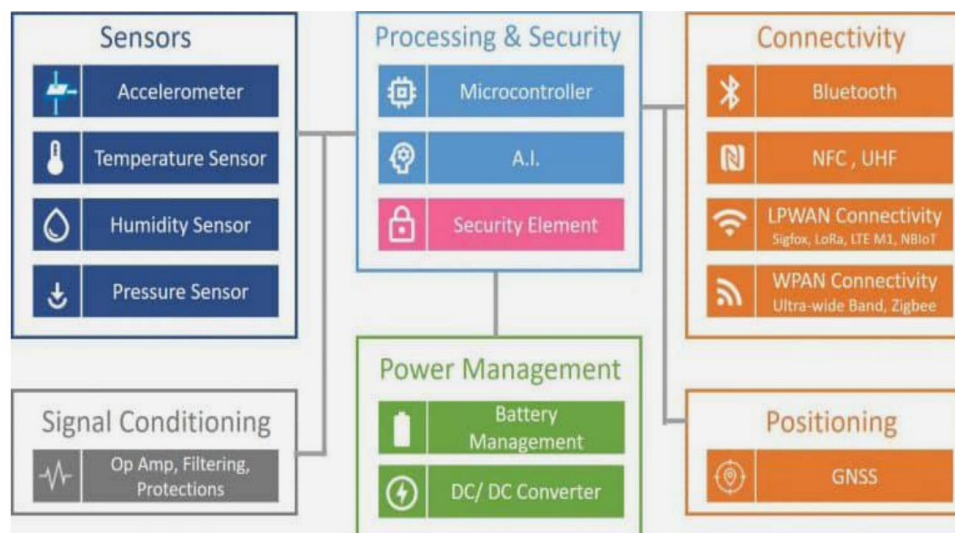 Sensors
Accelerometer
Temperature Sensor
Humidity Sensor
Pressure Sensor
Signal Conditioning
Op Amp, Filtering,
Protections
Processing & Security
Microcontroller
A.I.
Security Element
Power Management
Battery
Management
DC/ DC Converter
Connectivity
Bluetooth
NFC , UHF
LPWAN Connectivity
Sigfox, LoRa, LTE M1, NBIoT
WPAN Connectivity
Ultra-wide Band, Zigbee
Positioning
GNSS